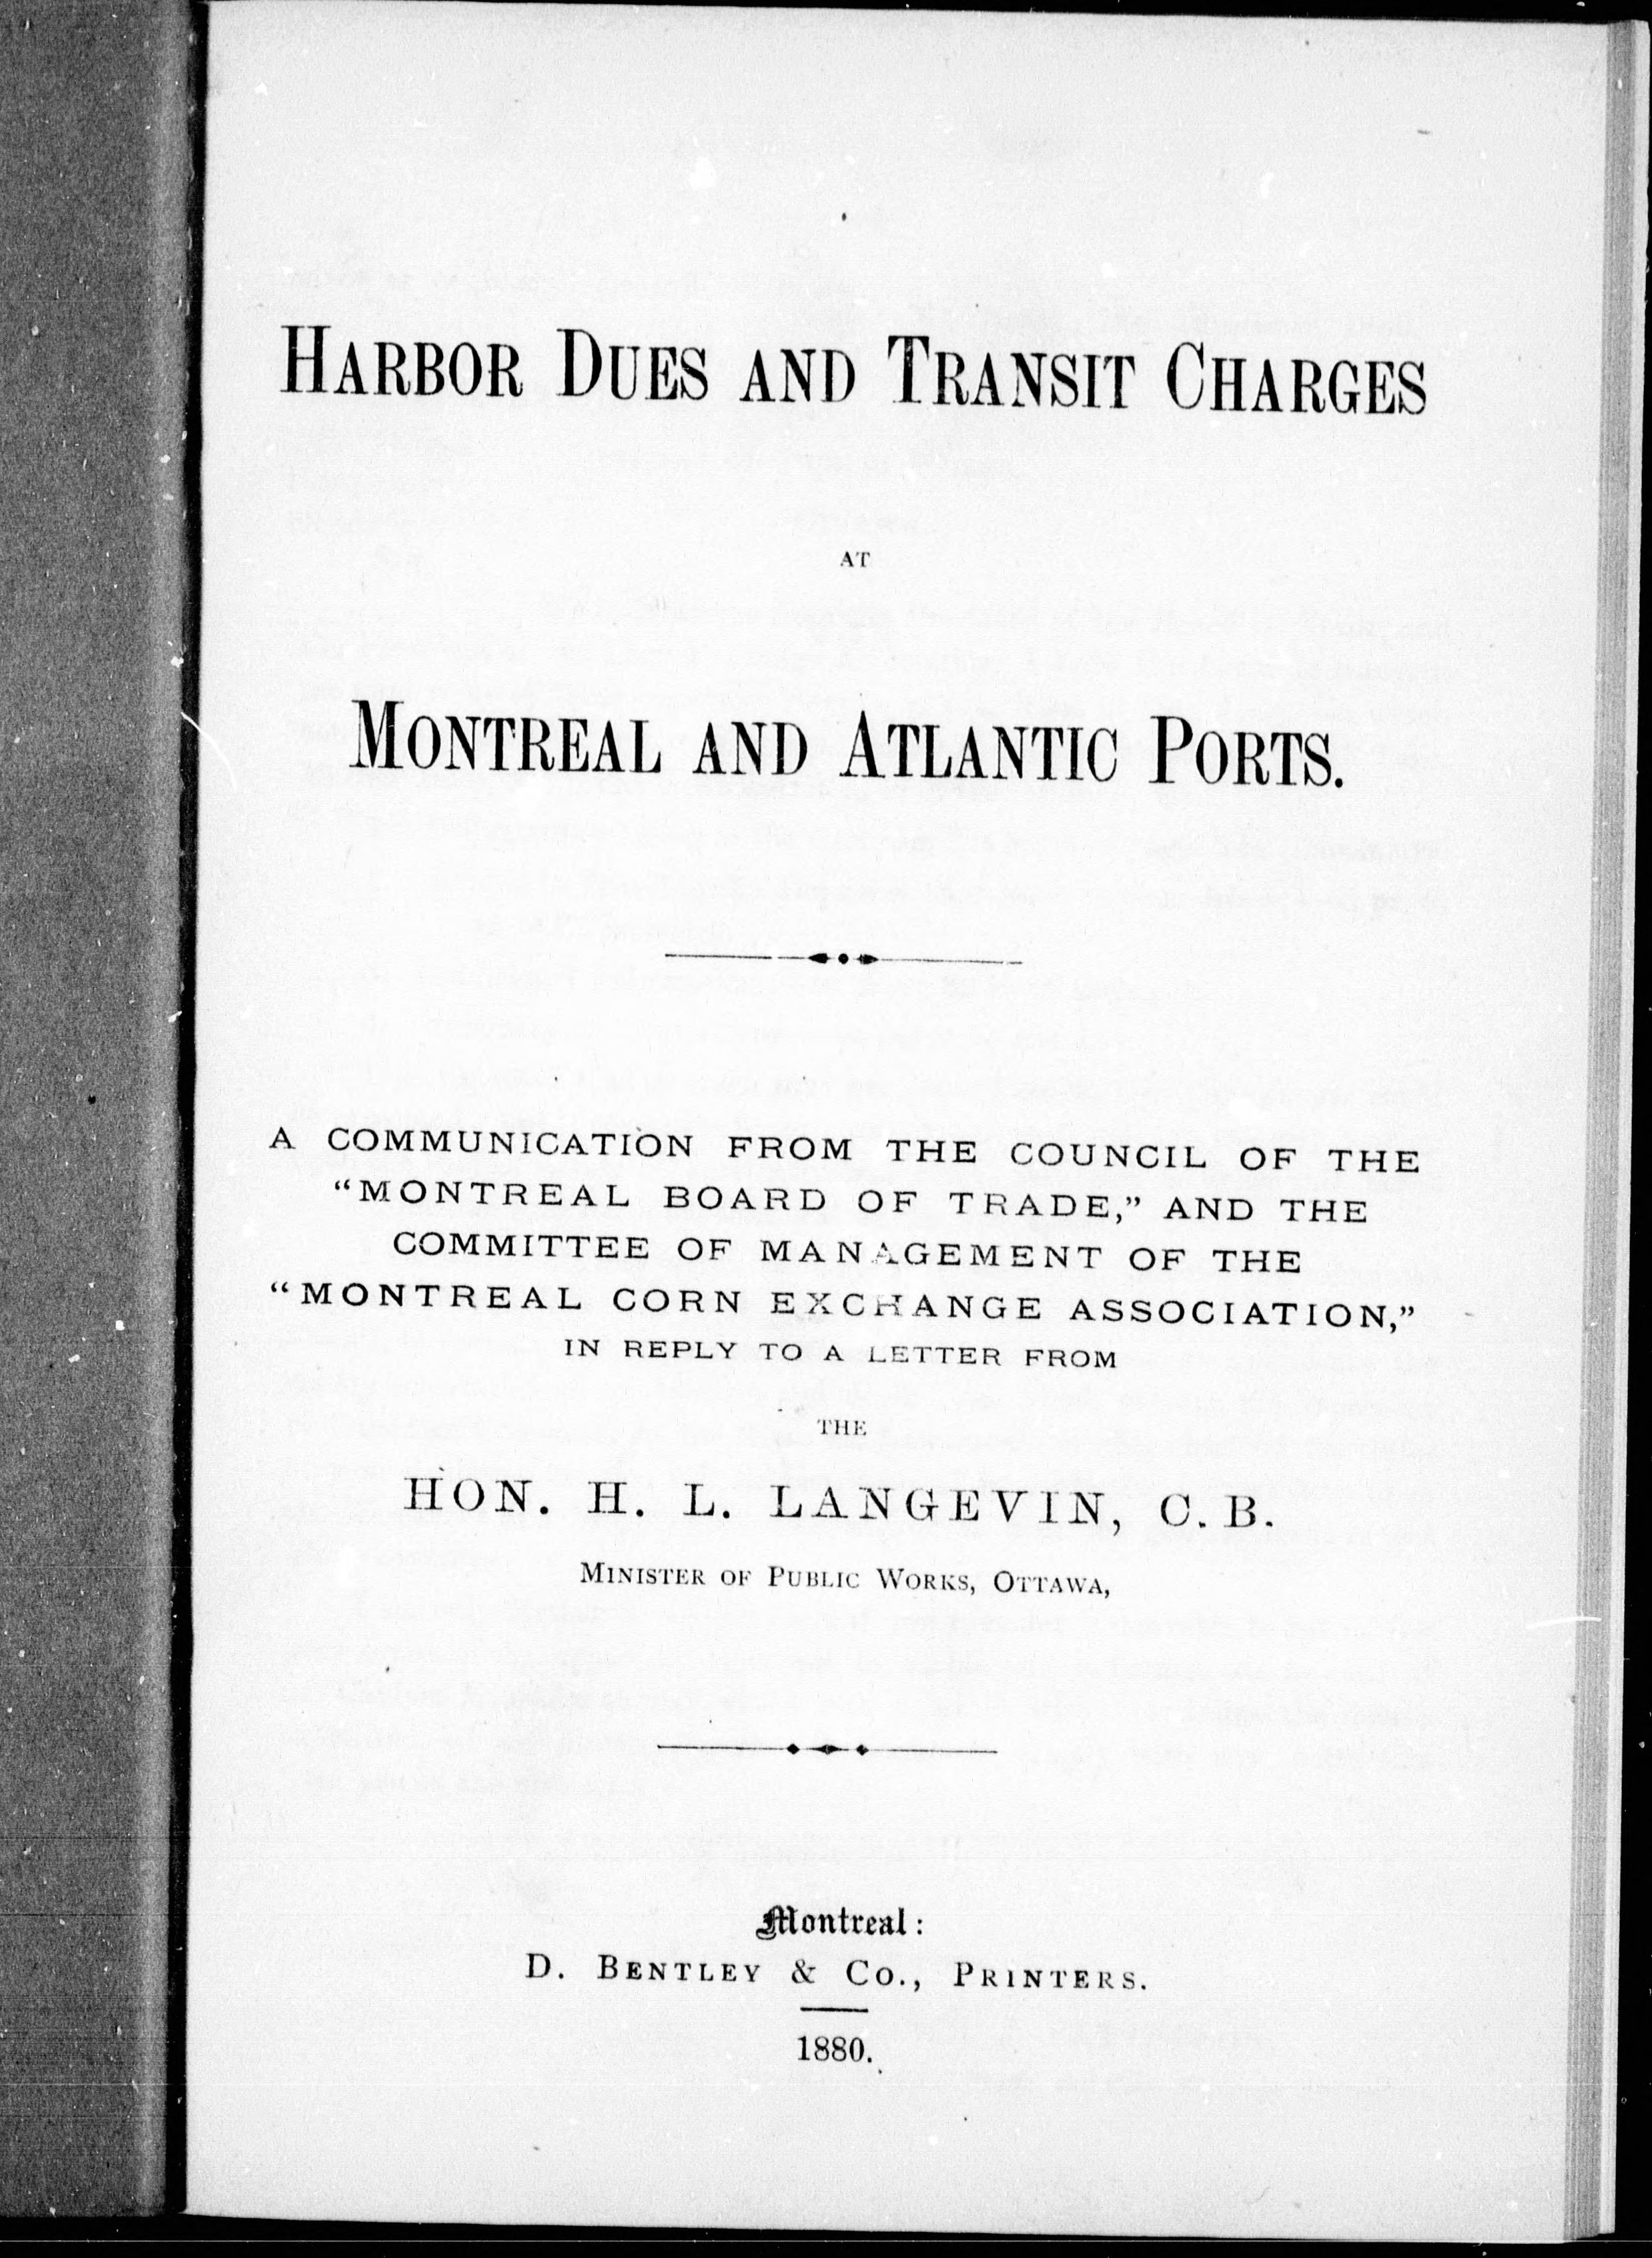 HARBOR DUES AND TRANSIT CHARGES
AT
MONTREAL AND ATLANTIC PORTS.
A COMMUNICATION FROM THE COUNCIL OF THE
“MONTREAL BOARD OF TRADE,” AND THE
COMMITTEE OF MANAGEMENT OF THE
“MONTREAL CORN EXCHANGE ASSOCIATION,”
IN REPLY TO A LETTER FROM
THE
HON. H. L. LANGEVIN, C. B.
MINISTER OF PUBLIC WORKS, OTTAWA,
Montreal:
D. BENTLEY & CO., PRINTERS.
1880.